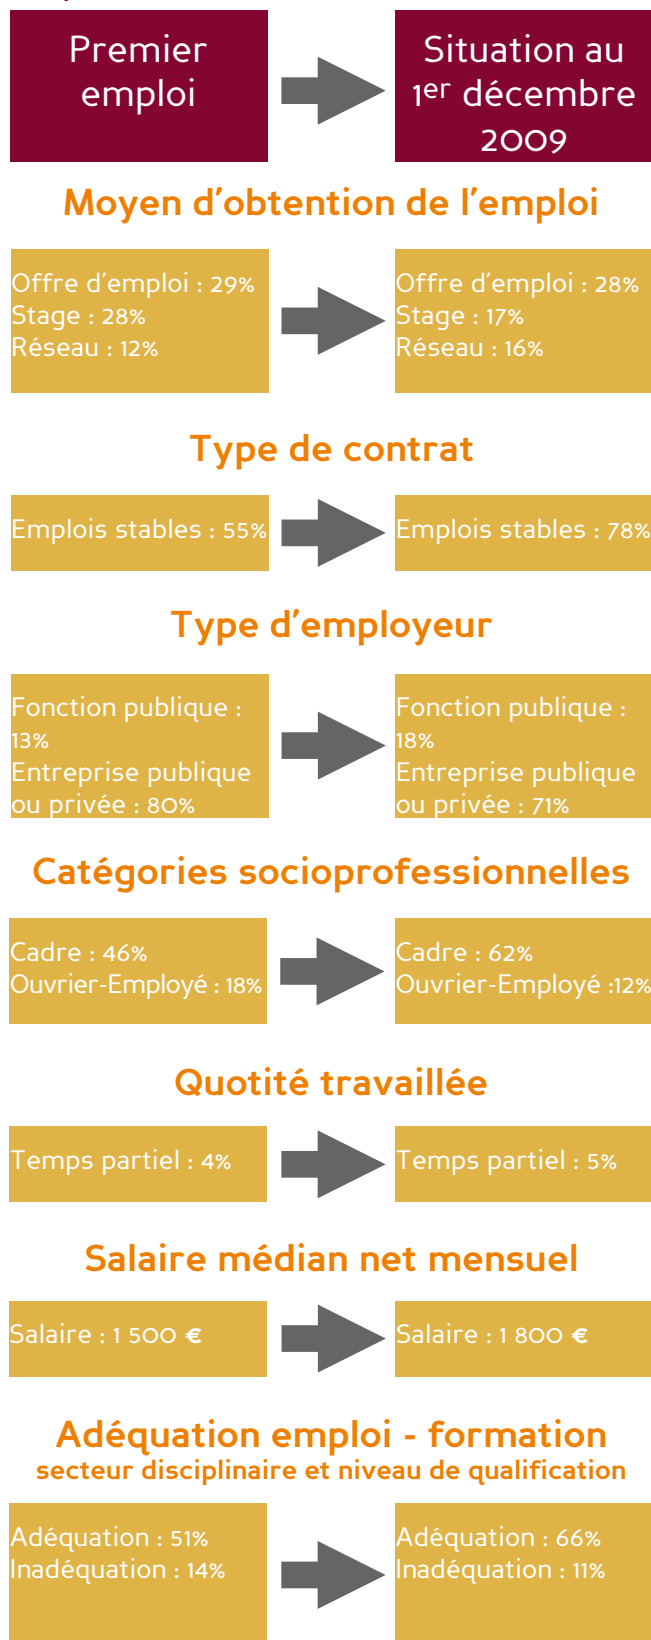 Premier
emploi
Situation au
1er décembre
2009
Moyen d'obtention de l'emploi
Offre d'emploi : 29%
Stage : 28%
Réseau : 12%
Offre d'emploi : 28%
Stage : 17%
Réseau : 16%
Type de contrat
Emplois stables : 55%
Emplois stables : 78%
Type d'employeur
Fonction publique :
13%
Entreprise publique
ou privée : 80%
Fonction publique :
18%
Entreprise publique
ou privée : 71%
Catégories socioprofessionnelles
Cadre : 46%
Ouvrier-Employé : 18%
Cadre : 62%
Ouvrier-Employé :12%
Quotité travaillée
Temps partiel : 4%
Temps partiel : 5%
Salaire médian net mensuel
Salaire : 1 500 €
Salaire : 1 800 €
Adéquation emploi - formation
secteur disciplinaire et niveau de qualification
Adéquation : 51%
Inadéquation : 14%
Adéquation : 66%
Inadéquation : 11%